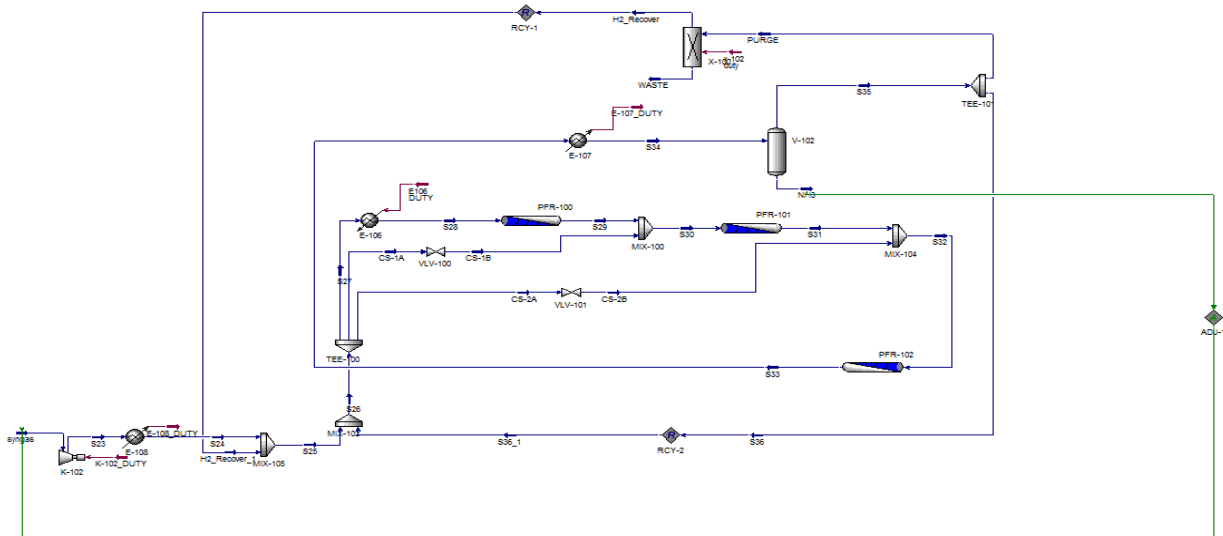 H2_Recover
RCY-1
PURGE
X-100
duty
WASTE
S35
TEE-101
E-107_DUTY
V-102
E-107
S34
E106
DUTY
NH3
PFR-100
PFR-101
S28
S29
S30
S31
S32
E-106
MIX-100
MIX-104
CS-1A
CS-1B
VLV-100
S27
CS-2A
CS-2B
VLV-101
TEE-100
PFR-102
S33
S26
S23
E-108_DUTY
S24
MIX-102
S36_1
S36
RCY-2
syngas
E-108
S25
K-102_DUTY
K-102
H2_Recover_1
MIX-105